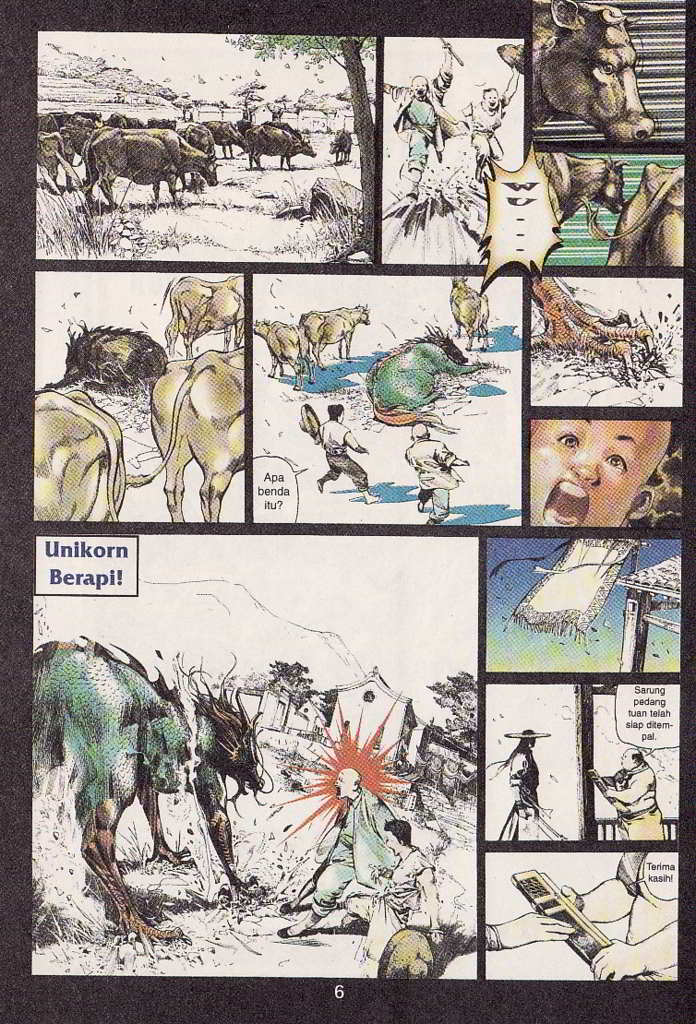 W
C
Apa
benda
itu?
Unikorn
Berapi!
Sarung
pedang
tuan telah
siap ditem-
pal.
Terima
kasih!
6